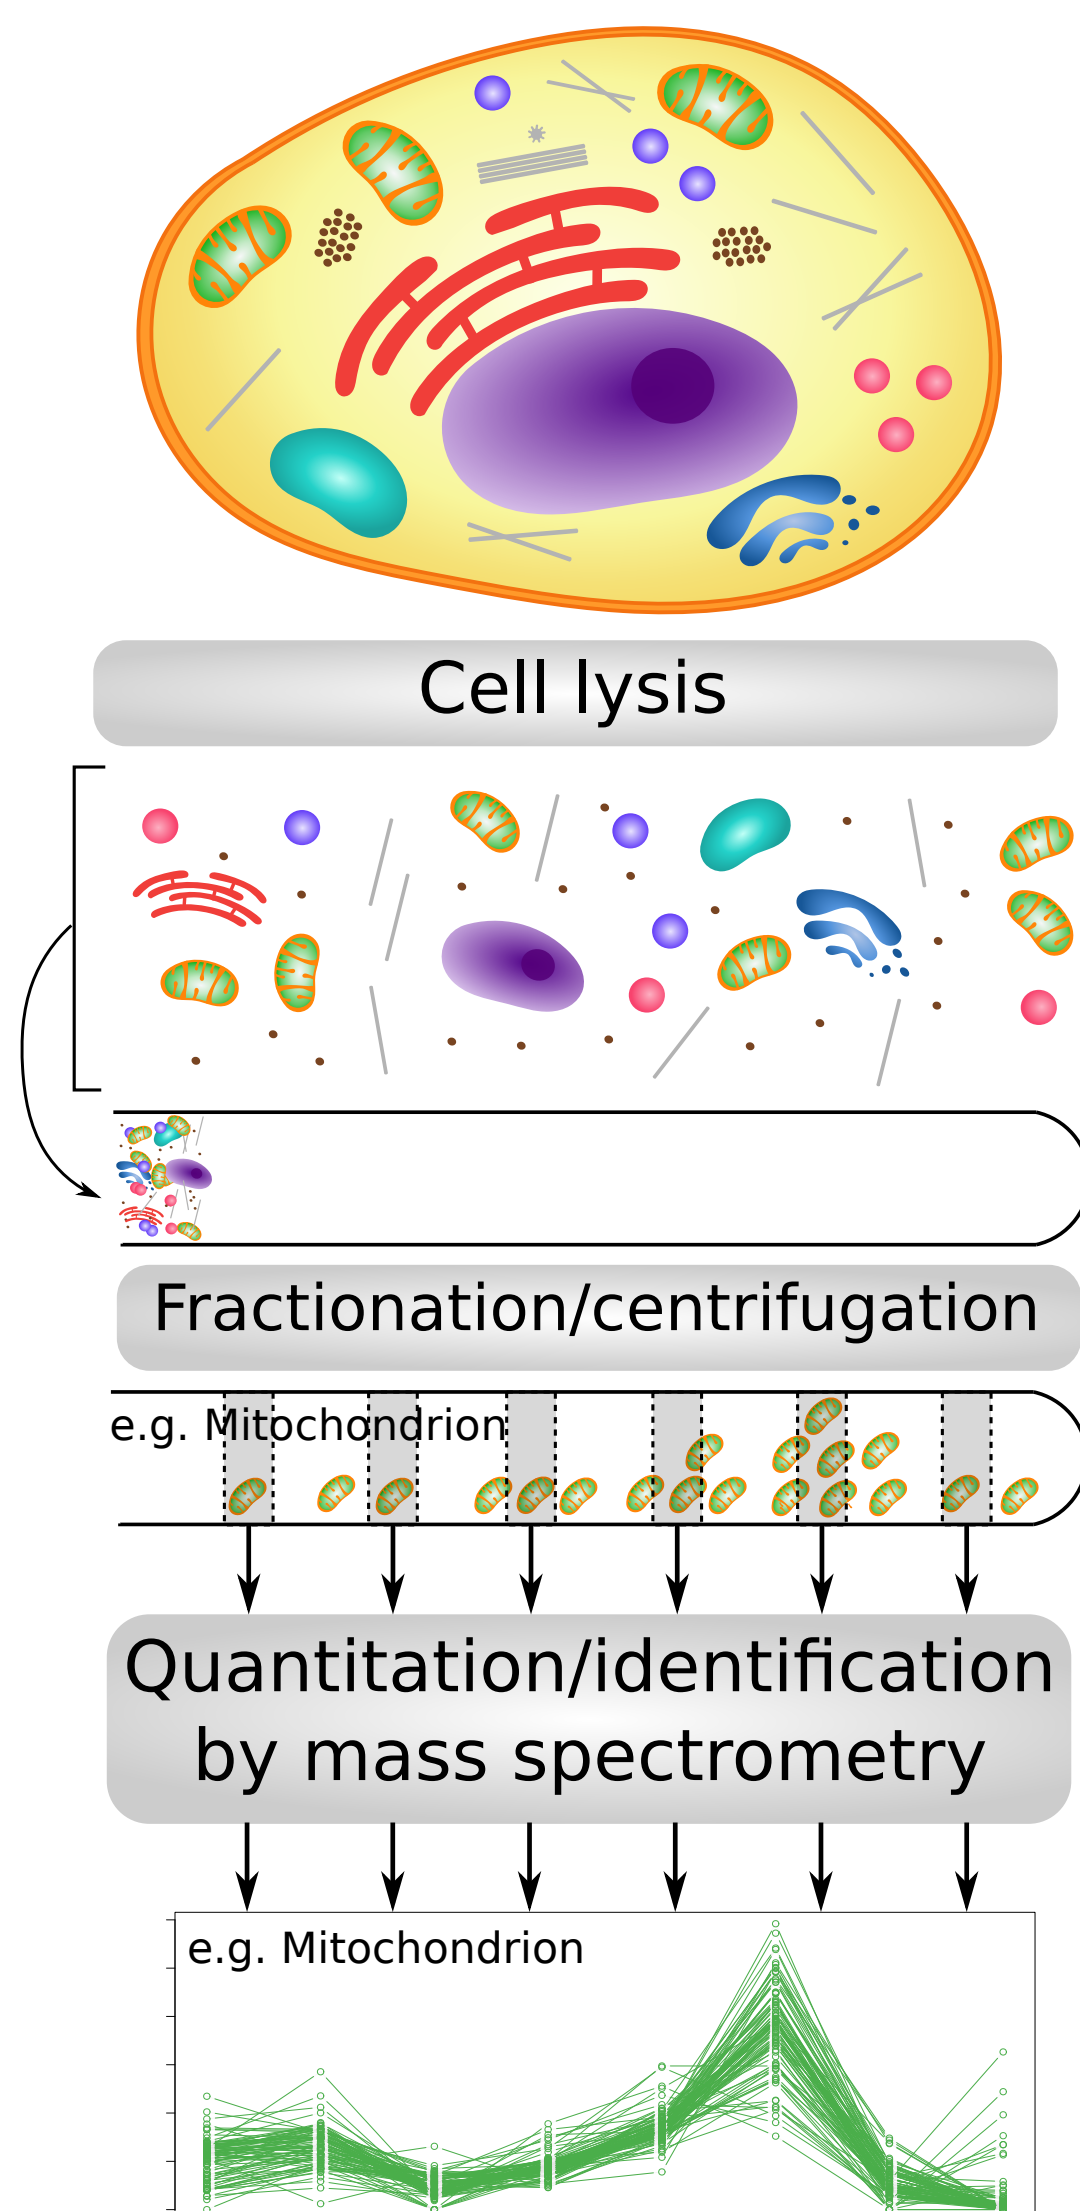 Cell lysis
Fractionation/centrifugation
e.g. Mitochondrion
Quantitation/identification
by mass spectrometry
e.g. Mitochondrion